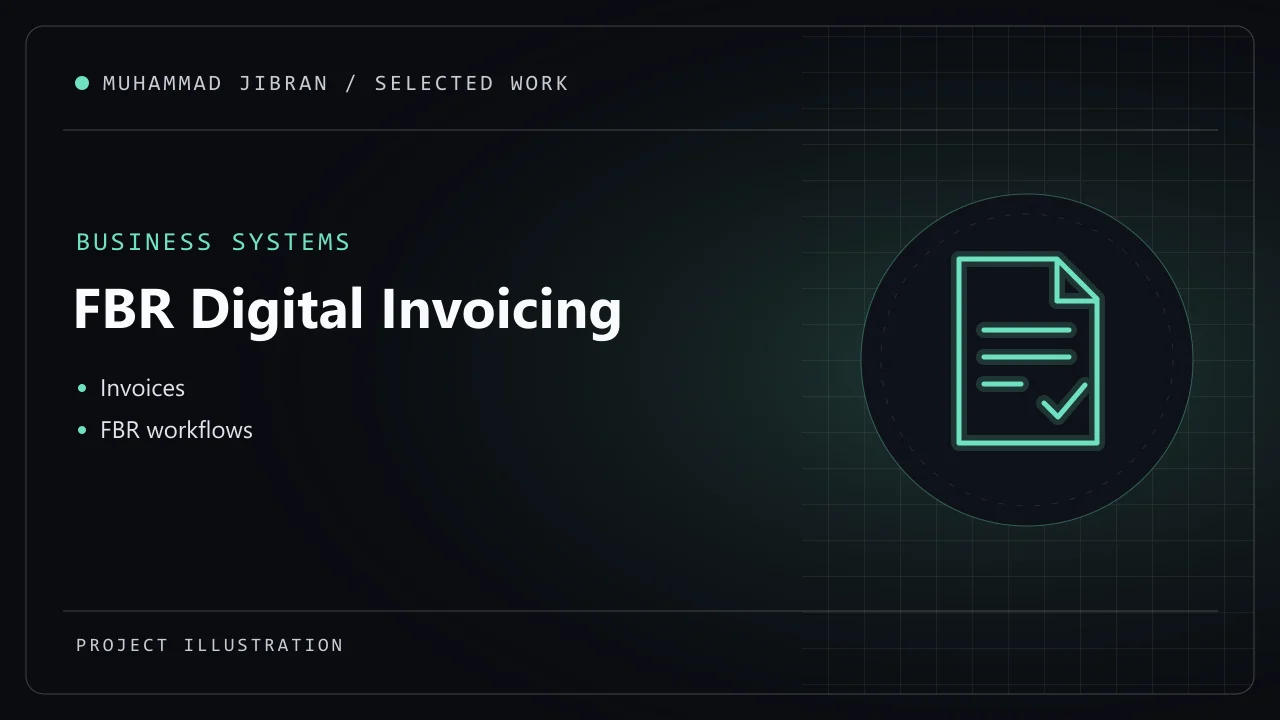 MUHAMMAD JIBRAN / SELECTED WORK
BUSINESS SYSTEMS
FBR Digital Invoicing
• Invoices
• FBR workflows
PROJECT ILLUSTRATION